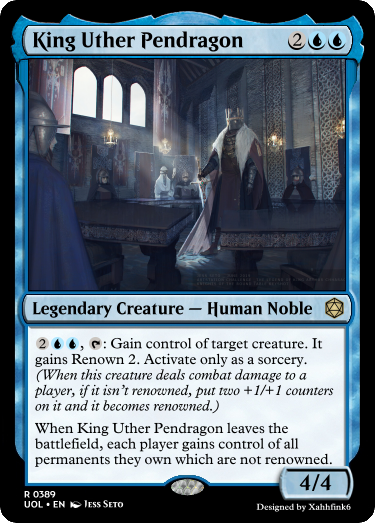 King Uther Pendragon 2
Legendary Creature — Human Noble
2, : Gain control of target creature. It
gains Renown 2. Activate only as a sorcery.
(When this creature deals combat damage to a
player, if it isn't renowned, put two +1/+1 counters
on it and it becomes renowned.)
When King Uther Pendragon leaves the
battlefield, each player gains control of all
permanents they own which are not renowned.
4/4
R 0389
UOL • EN Jess Seto
Designed by Xahhfink6